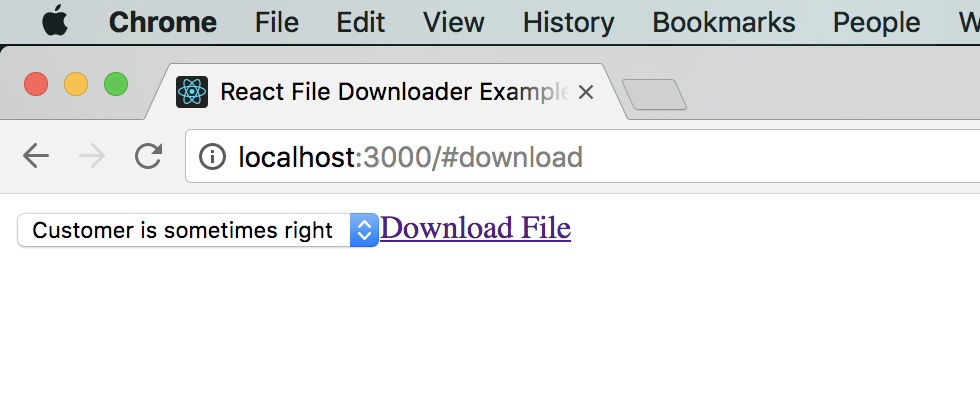 Chrome File Edit View History Bookmarks People W
React File Downloader Example
localhost:3000/#download
Customer is sometimes right Download File